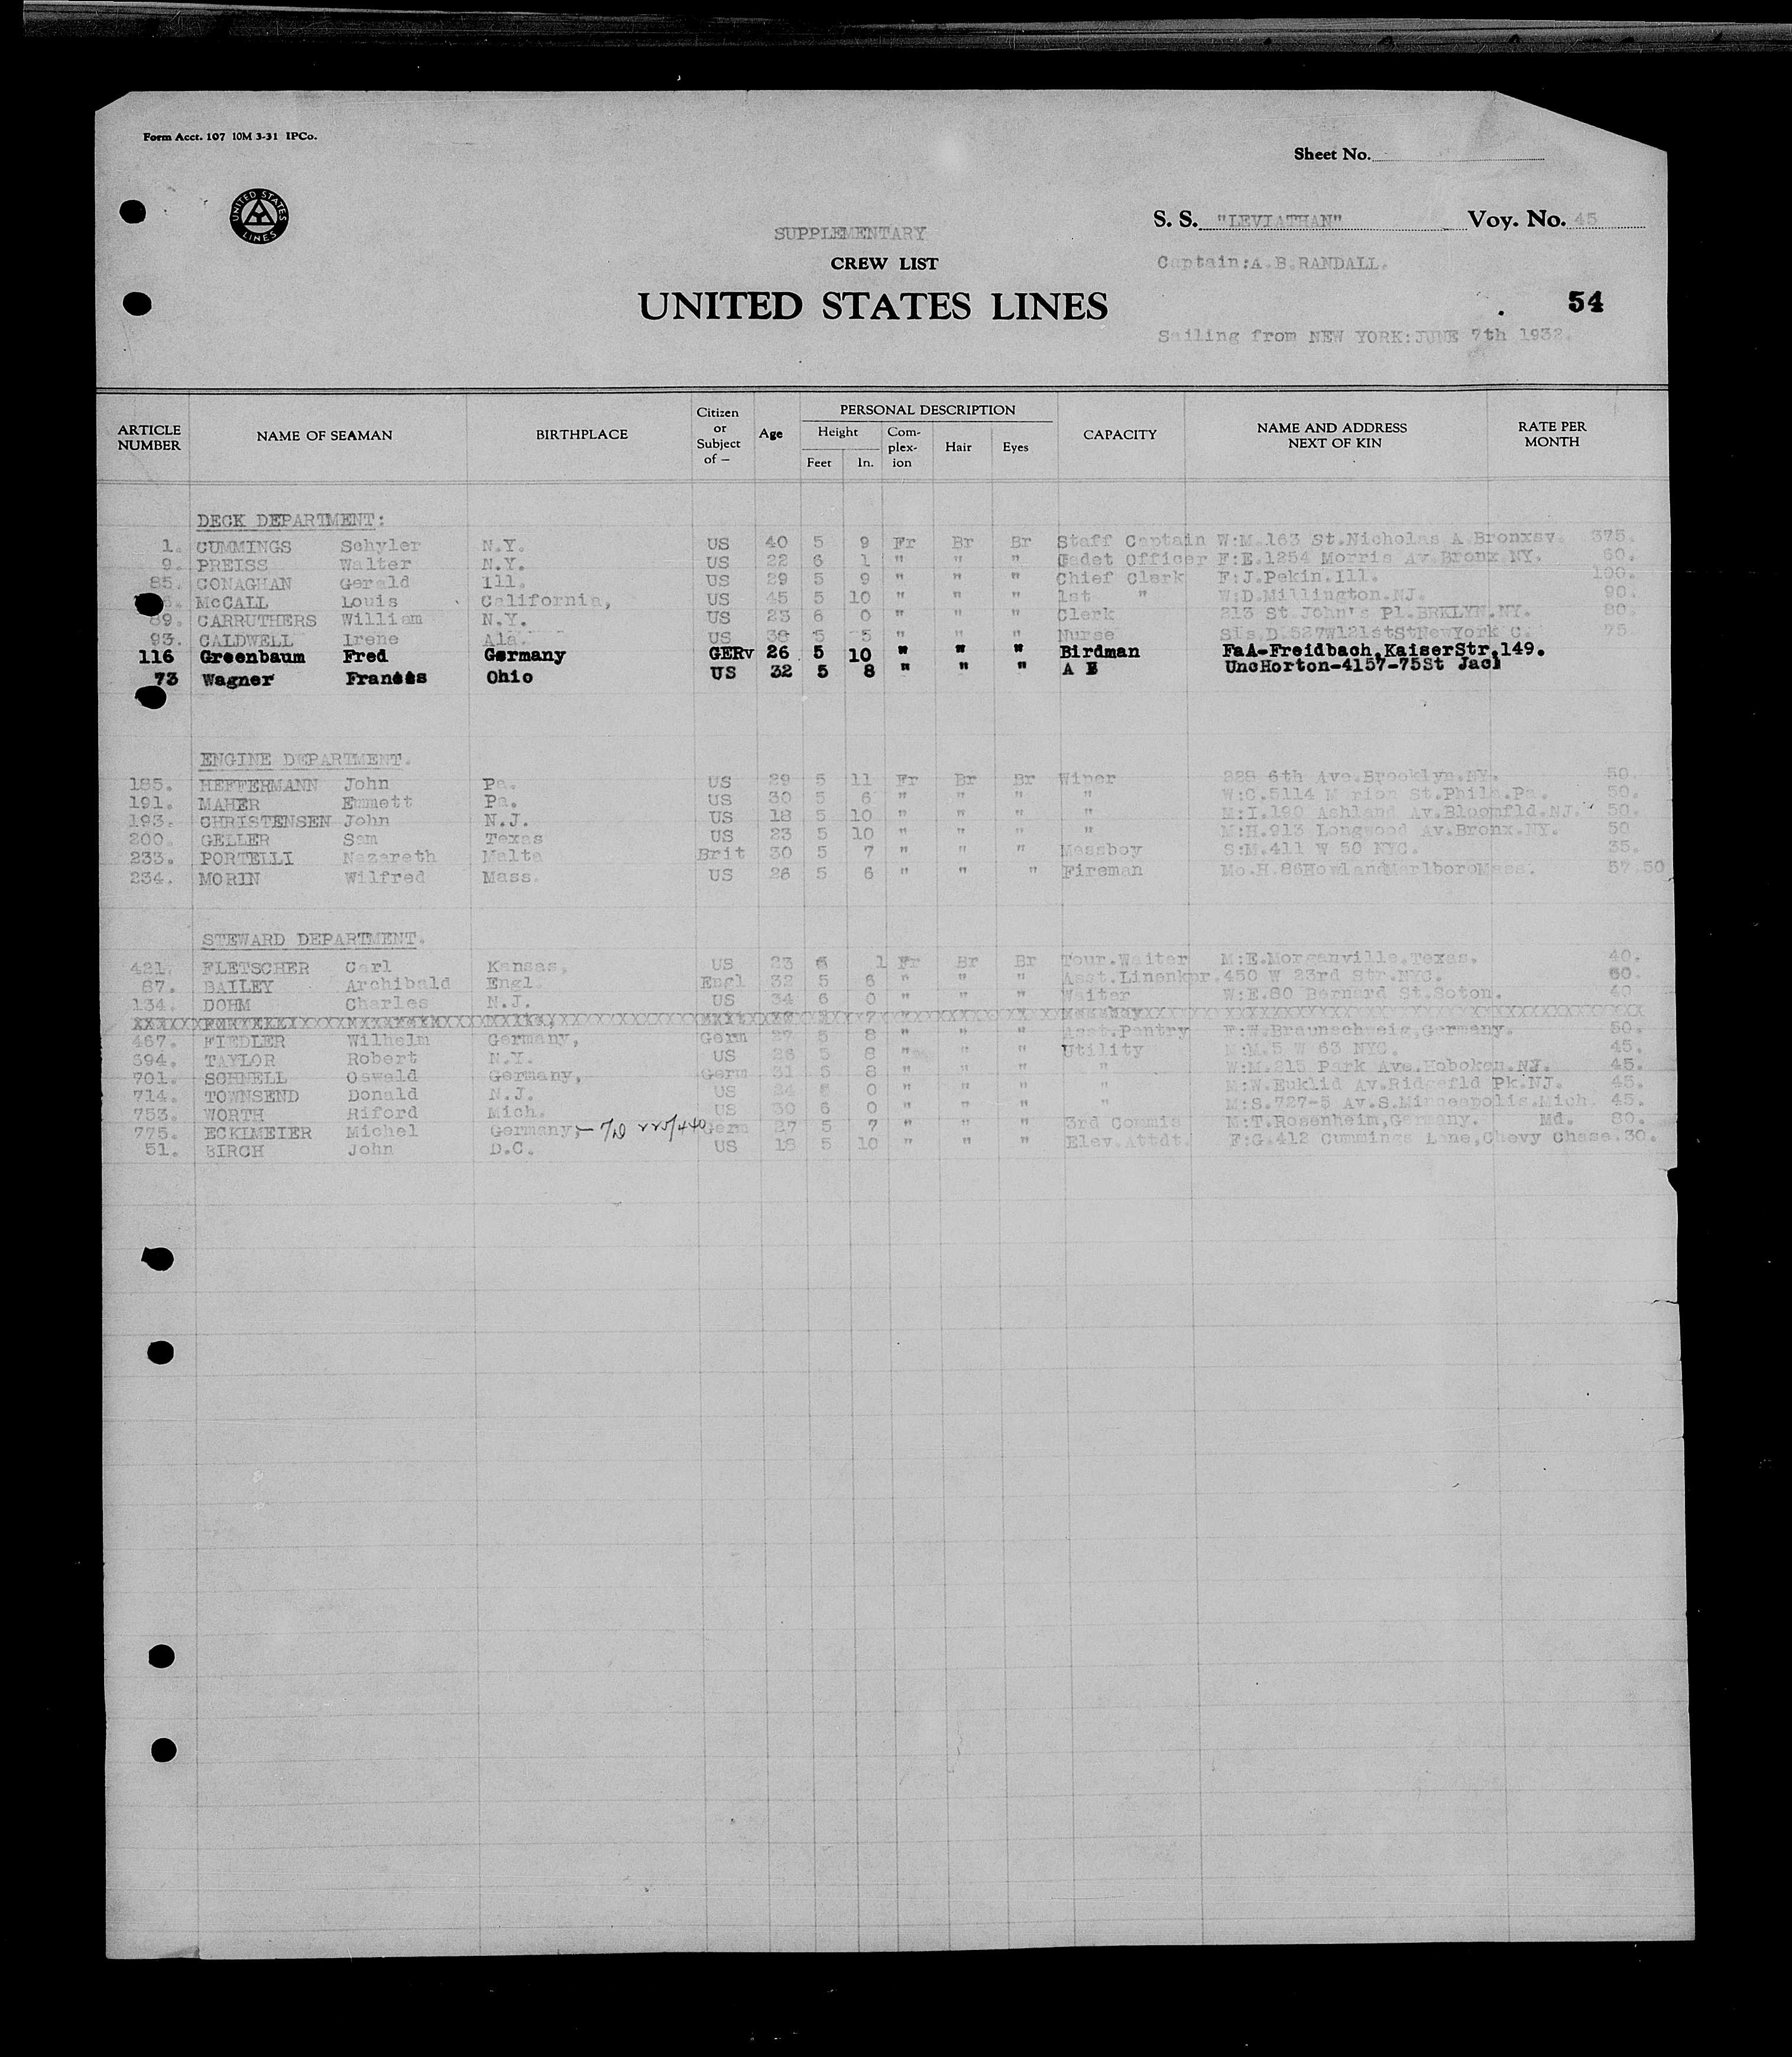 Form Acct. 107 10M 3-31 IPCo.
Sheet No.
UNITED STATES LINES
S. S. "LEVIATHAN" Voy. No. 45
SUPPLEMENTARY
CREW LIST
Captain:A.B.RANDALL.
UNITED STATES LINES
54
Sailing from NEW YORK:JUNE 7th 1932.
ARTICLE NUMBER NAME OF SEAMAN BIRTHPLACE Citizen or Subject of — Age PERSONAL DESCRIPTION Height Feet In. Com-plex-ion Hair Eyes CAPACITY NAME AND ADDRESS NEXT OF KIN RATE PER MONTH
DECK DEPARTMENT:
1. CUMMINGS Schyler N.Y. US 40 5 9 Fr Br Br Staff Captain W:M.163 St.Nicholas A.Bronxsv. 375.
9. PREISS Walter N.Y. US 22 6 1 " " " Cadet Officer F:E.1254 Morris Av.Bronx NY. 60.
85. CONAGHAN Gerald Ill. US 29 5 9 " " " Chief Clerk F:J.Pekin.Ill. 100.
McCALL Louis California, US 45 5 10 " " " 1st " W:D.Millington.NJ. 90.
89. CARRUTHERS William N.Y. US 23 6 0 " " " Clerk 213 St.John's Pl.BRKLYN.NY. 80.
93. CALDWELL Irene Ala. US 38 5 5 " " " Nurse Sis.D.527W121stStNewYork C. 75
116 Greenbaum Fred Germany GERv 26 5 10 " " " Birdman FaA-Freidbach,KaiserStr,149.
73 Wagner Ohio US 32 5 8 " " " A B UncHorton-4157-75St Jack
ENGINE DEPARTMENT.
185. HEFFERMANN John Pa. US 29 5 11 Fr Br Br Wiper 228 6th Ave.Brooklyn.NY. 50.
191. MAHER Emmett Pa. US 30 5 6 " " " " W:C.5114 Marion St.Phila.Pa. 50.
193. CHRISTENSEN John N.J. US 18 5 10 " " " " M:I.190 Ashland Av.Bloomfld.NJ. 50.
200. GELLER Sam Texas US 23 5 10 " " " " M:H.913 Longwood Av.Bronx.NY. 50
233. PORTELLI Nazareth Malta Brit 30 5 7 " " " Messboy S:M.411 W 50 NYC. 35.
234. MORIN Wilfred Mass. US 26 5 6 " " " Fireman Mo.H.86HowlandMarlboroMass. 57.50
STEWARD DEPARTMENT.
421. FLETSCHER Carl Kansas, US 23 6 1 Fr Br Br Tour.Waiter M:E.Morganville.Texas. 40.
87. BAILEY Archibald Engl Engl 32 5 6 " " " Asst.Linenkpr.450 W 23rd Str.NYC. 60.
134. DOHM Charles N.J. US 34 6 0 " " " Waiter W:E.80 Bernard St.Soton. 40
467. FIEDLER Wilhelm Germany, Germ 27 5 8 " " " Asst.Pantry F:W.Braunschweig,Germany. 50.
594. TAYLOR Robert N.Y. US 26 5 8 " " " Utility M:M.5 W 63 NYC. 45.
701. SCHNELL Oswald Germany, Germ 31 5 8 " " " " W:M.215 Park Ave.Hoboken.NJ. 45.
714. TOWNSEND Donald N.J. US 24 6 0 " " " " M:W.Euklid Av.Ridgefld Pk.NJ. 45.
753. WORTH Riford Mich. US 30 6 0 " " " " M:S.727-5 Av.S.Minneapolis.Mich. 45.
775. ECKLMEIER Michel Germany, Germ 27 5 7 " " " 3rd Commis M:T.Rosenheim,Germany. Md. 80.
51. BIRCH John D.C. US 18 5 10 " " " Elev.Attdt. F:G.412 Cummings Lane,Chevy Chase.30.